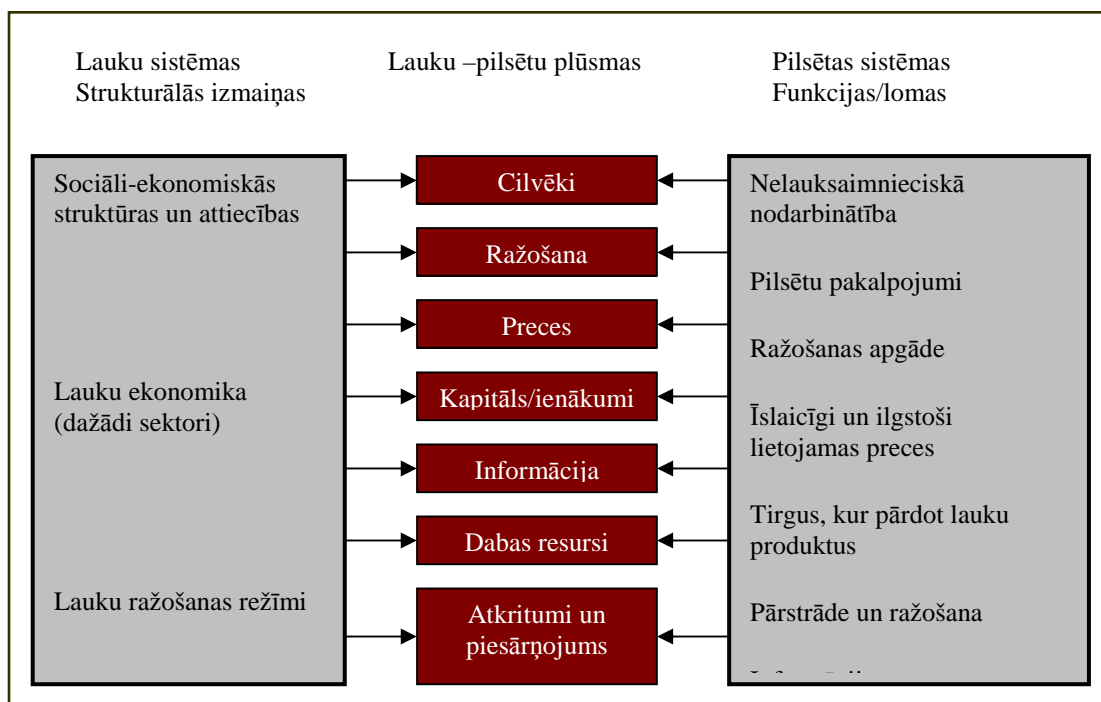 Lauku sistēmas
Strukturālās izmaiņas
Lauku –pilsētu plūsmas
Pilsētas sistēmas
Funkcijas/lomas
Sociāli-ekonomiskās
struktūras un attiecības
Lauku ekonomika
(dažādi sektori)
Lauku ražošanas režīmi
Cilvēki
Ražošana
Preces
Kapitāls/ienākumi
Informācija
Dabas resursi
Atkritumi un
piesārņojums
Nelauksaimnieciskā
nodarbinātība
Pilsētu pakalpojumi
Ražošanas apgāde
Īslaicīgi un ilgstoši
lietojamas preces
Tirgus, kur pārdot lauku
produktus
Pārstrāde un ražošana